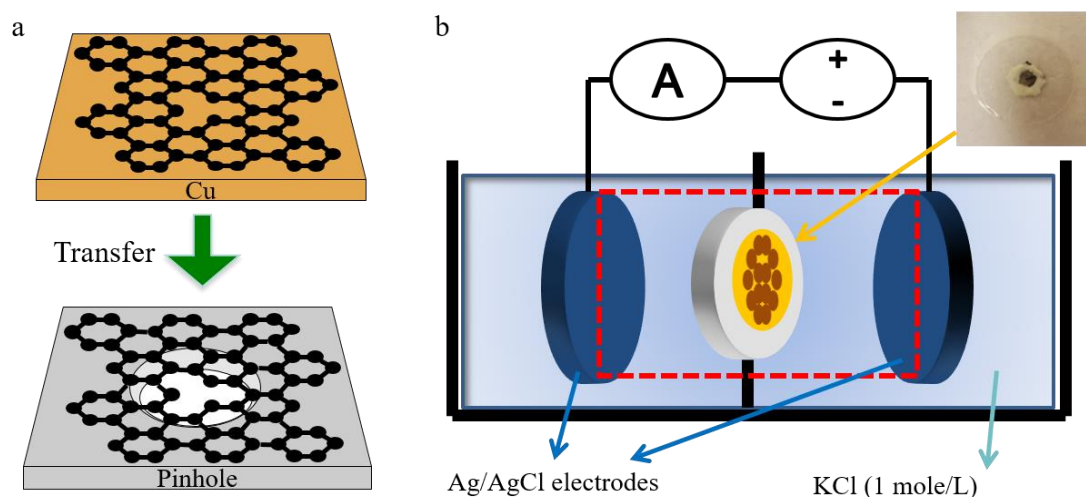 a
Cu
Transfer
Pinhole
b
A
+
-
Ag/AgCl electrodes
KCl (1 mole/L)